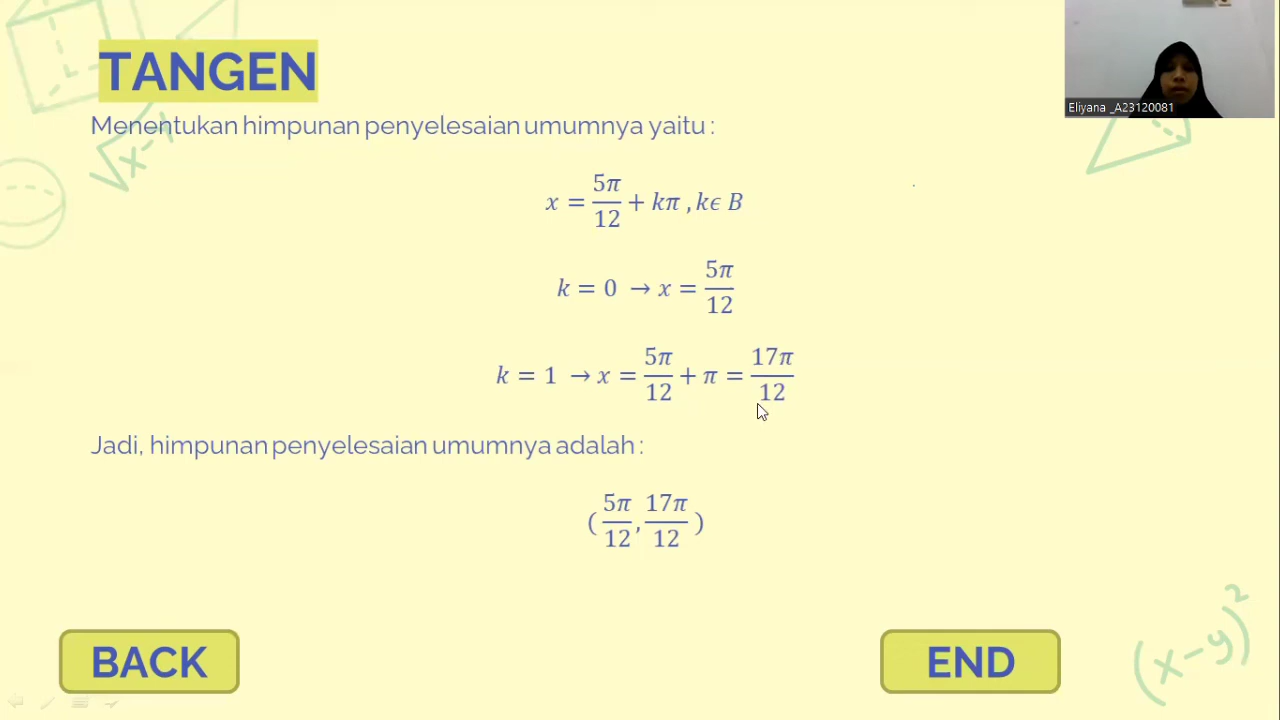 TANGEN
Eliyana _A23120081
Menentukan himpunan penyelesaian umumnya yaitu :
√x-1
x = 5π/12 + kπ , kϵ B
k = 0 → x = 5π/12
k = 1 → x = 5π/12 + π = 17π/12
Jadi, himpunan penyelesaian umumnya adalah :
( 5π/12 , 17π/12 )
BACK
END
(x-y)²